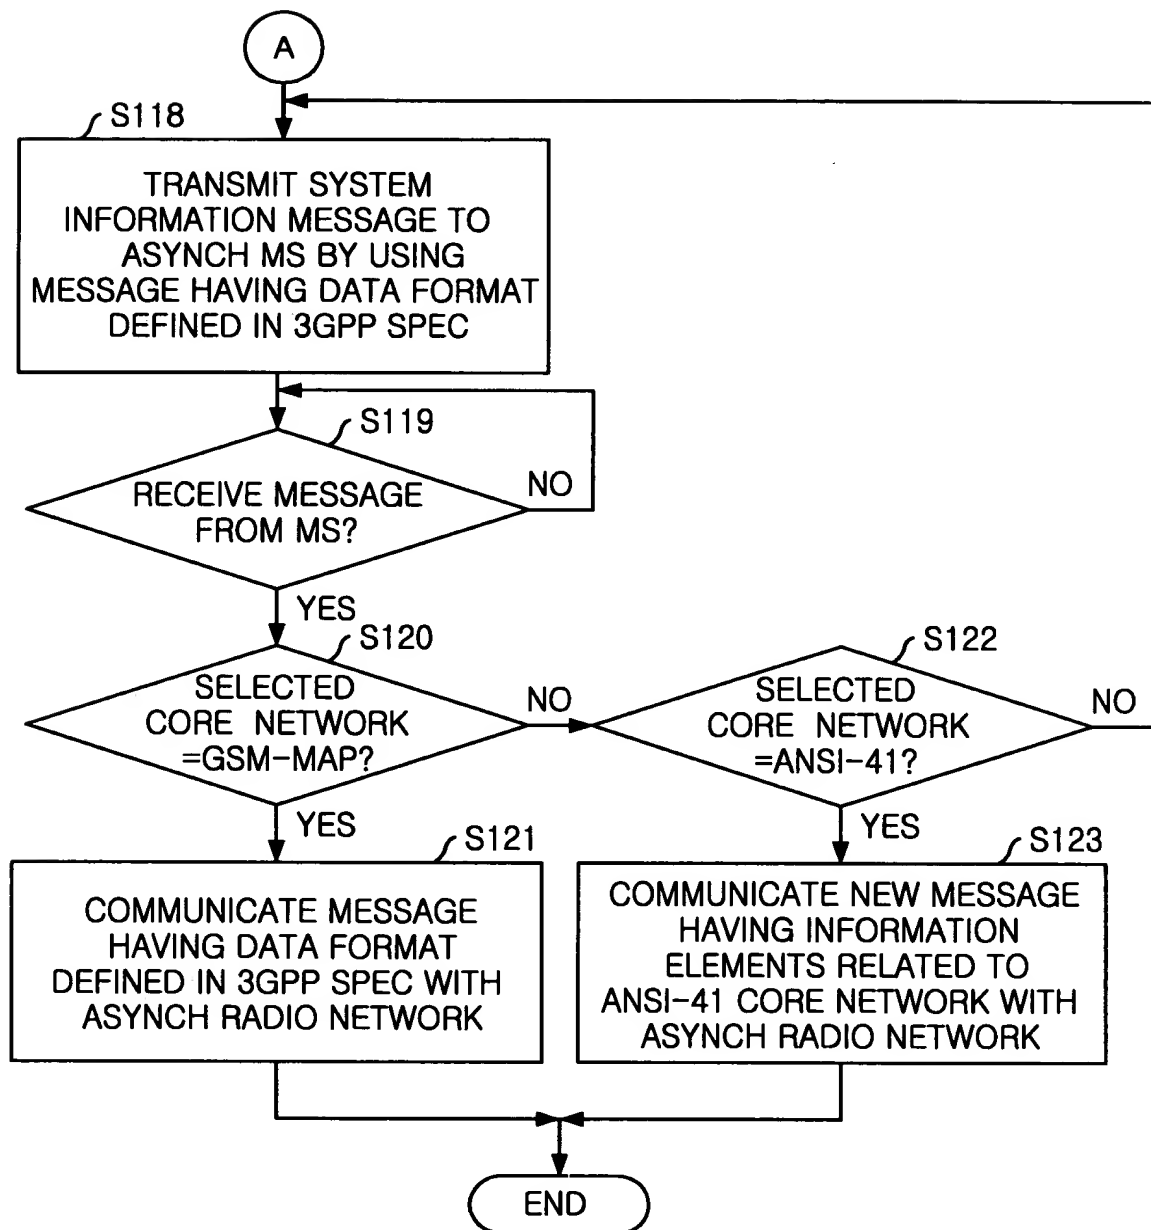 A
S118
TRANSMIT SYSTEM
INFORMATION MESSAGE TO
ASYNCH MS BY USING
MESSAGE HAVING DATA FORMAT
DEFINED IN 3GPP SPEC
S119
RECEIVE MESSAGE
FROM MS?
NO
YES
S120
SELECTED
CORE NETWORK
=GSM-MAP?
NO
YES
S122
SELECTED
CORE NETWORK
=ANSI-41?
NO
YES
S121
COMMUNICATE MESSAGE
HAVING DATA FORMAT
DEFINED IN 3GPP SPEC WITH
ASYNCH RADIO NETWORK
S123
COMMUNICATE NEW MESSAGE
HAVING INFORMATION
ELEMENTS RELATED TO
ANSI-41 CORE NETWORK WITH
ASYNCH RADIO NETWORK
END